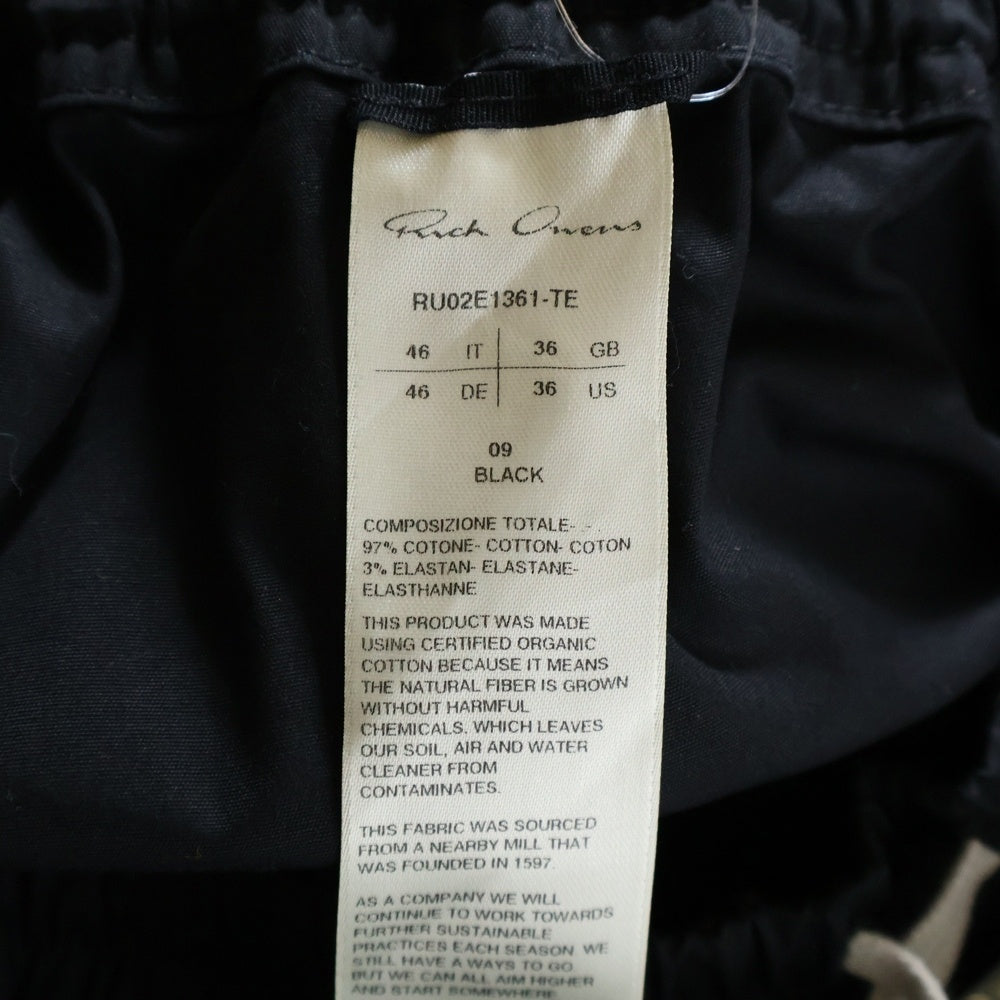 Rick Owens
RU02E1361-TE
46 IT 36 GB
46 DE 36 US
09
BLACK
COMPOSIZIONE TOTALE- -
97% COTONE- COTTON- COTON
3% ELASTAN- ELASTANE-
ELASTHANNE
THIS PRODUCT WAS MADE
USING CERTIFIED ORGANIC
COTTON BECAUSE IT MEANS
THE NATURAL FIBER IS GROWN
WITHOUT HARMFUL
CHEMICALS. WHICH LEAVES
OUR SOIL, AIR AND WATER
CLEANER FROM
CONTAMINATES.
THIS FABRIC WAS SOURCED
FROM A NEARBY MILL THAT
WAS FOUNDED IN 1597.
AS A COMPANY WE WILL
CONTINUE TO WORK TOWARDS
FURTHER SUSTAINABLE
PRACTICES EACH SEASON. WE
STILL HAVE A WAYS TO GO
BUT WE CAN ALL AIM HIGHER
AND START SOMEWHERE